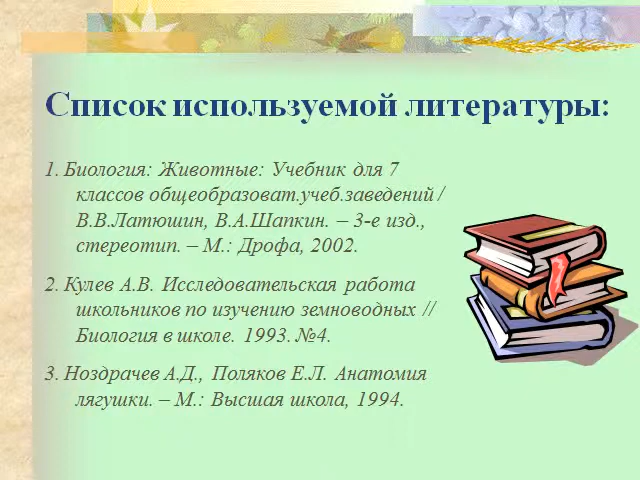 Список используемой литературы:
1. Биология: Животные: Учебник для 7
классов общеобразоват.учеб.заведений /
В.В.Латюшин, В.А.Шапкин. – 3-е изд.,
стереотип. – М.: Дрофа, 2002.
2. Кулев А.В. Исследовательская работа
школьников по изучению земноводных //
Биология в школе. 1993. №4.
3. Ноздрачев А.Д., Поляков Е.Л. Анатомия
лягушки. – М.: Высшая школа, 1994.